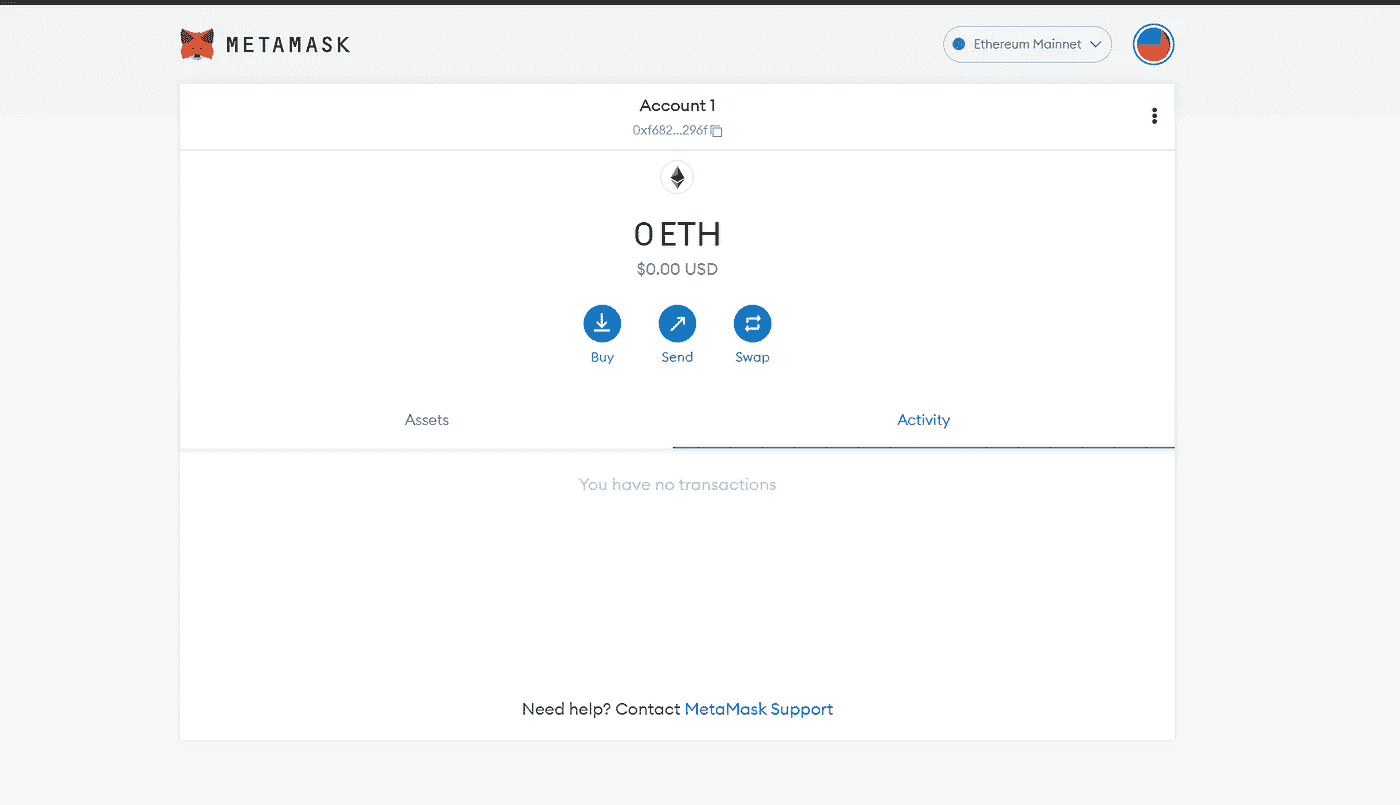 METAMASK
Ethereum Mainnet
Account 1
0xf682...296f
0 ETH
$0.00 USD
Buy Send Swap
Assets Activity
You have no transactions
Need help? Contact MetaMask Support